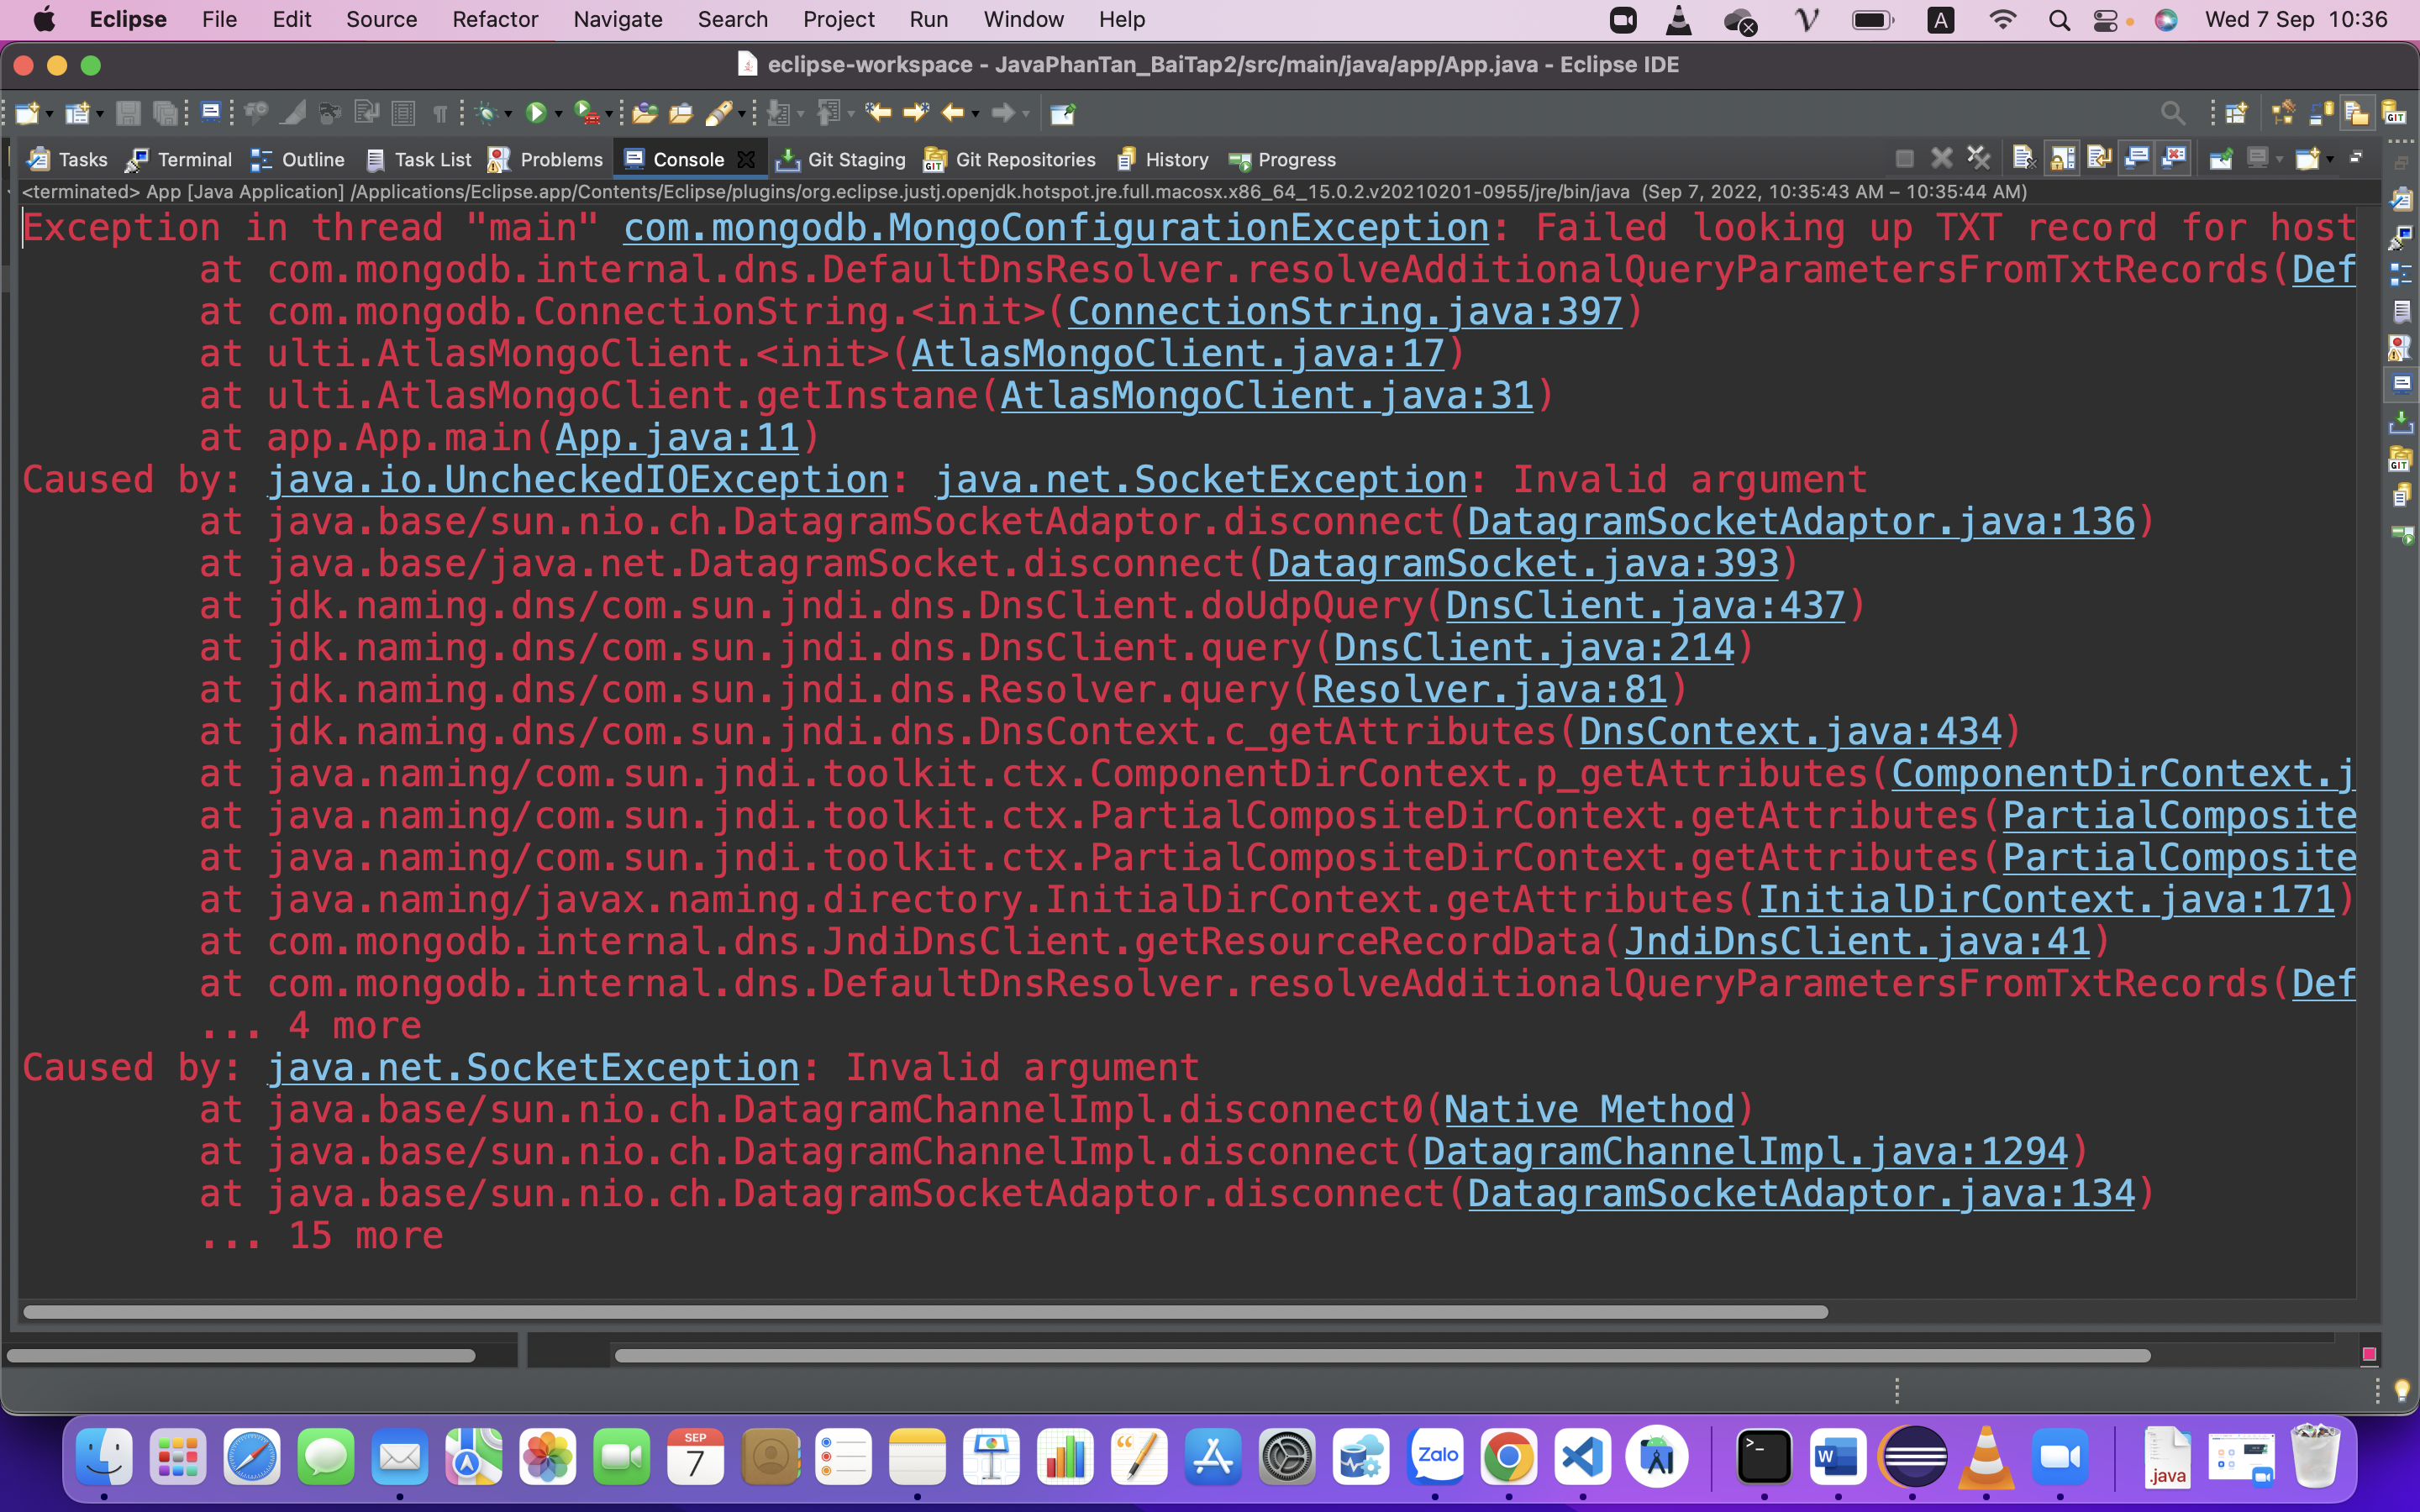 Eclipse File Edit Source Refactor Navigate Search Project Run Window Help A Wed 7 Sep 10:36
eclipse-workspace - JavaPhanTan_BaiTap2/src/main/java/app/App.java - Eclipse IDE
GIT
Tasks Terminal Outline Task List Problems Console Git Staging Git Repositories History Progress
<terminated> App [Java Application] /Applications/Eclipse.app/Contents/Eclipse/plugins/org.eclipse.justj.openjdk.hotspot.jre.full.macosx.x86_64_15.0.2.v20210201-0955/jre/bin/java (Sep 7, 2022, 10:35:43 AM – 10:35:44 AM)
Exception in thread "main" com.mongodb.MongoConfigurationException: Failed looking up TXT record for host
at com.mongodb.internal.dns.DefaultDnsResolver.resolveAdditionalQueryParametersFromTxtRecords(Def
at com.mongodb.ConnectionString.<init>(ConnectionString.java:397)
at ulti.AtlasMongoClient.<init>(AtlasMongoClient.java:17)
at ulti.AtlasMongoClient.getInstane(AtlasMongoClient.java:31)
at app.App.main(App.java:11)
Caused by: java.io.UncheckedIOException: java.net.SocketException: Invalid argument
at java.base/sun.nio.ch.DatagramSocketAdaptor.disconnect(DatagramSocketAdaptor.java:136)
at java.base/java.net.DatagramSocket.disconnect(DatagramSocket.java:393)
at jdk.naming.dns/com.sun.jndi.dns.DnsClient.doUdpQuery(DnsClient.java:437)
at jdk.naming.dns/com.sun.jndi.dns.DnsClient.query(DnsClient.java:214)
at jdk.naming.dns/com.sun.jndi.dns.Resolver.query(Resolver.java:81)
at jdk.naming.dns/com.sun.jndi.dns.DnsContext.c_getAttributes(DnsContext.java:434)
at java.naming/com.sun.jndi.toolkit.ctx.ComponentDirContext.p_getAttributes(ComponentDirContext.j
at java.naming/com.sun.jndi.toolkit.ctx.PartialCompositeDirContext.getAttributes(PartialComposite
at java.naming/com.sun.jndi.toolkit.ctx.PartialCompositeDirContext.getAttributes(PartialComposite
at java.naming/javax.naming.directory.InitialDirContext.getAttributes(InitialDirContext.java:171)
at com.mongodb.internal.dns.JndiDnsClient.getResourceRecordData(JndiDnsClient.java:41)
at com.mongodb.internal.dns.DefaultDnsResolver.resolveAdditionalQueryParametersFromTxtRecords(Def
... 4 more
Caused by: java.net.SocketException: Invalid argument
at java.base/sun.nio.ch.DatagramChannelImpl.disconnect0(Native Method)
at java.base/sun.nio.ch.DatagramChannelImpl.disconnect(DatagramChannelImpl.java:1294)
at java.base/sun.nio.ch.DatagramSocketAdaptor.disconnect(DatagramSocketAdaptor.java:134)
... 15 more
SEP
7
Zalo
W
.java